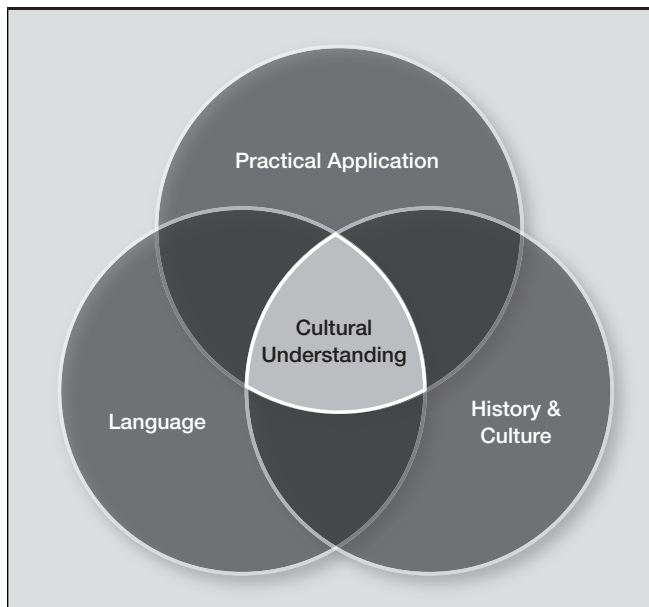 Practical Application
Cultural
Understanding
Language
History &
Culture